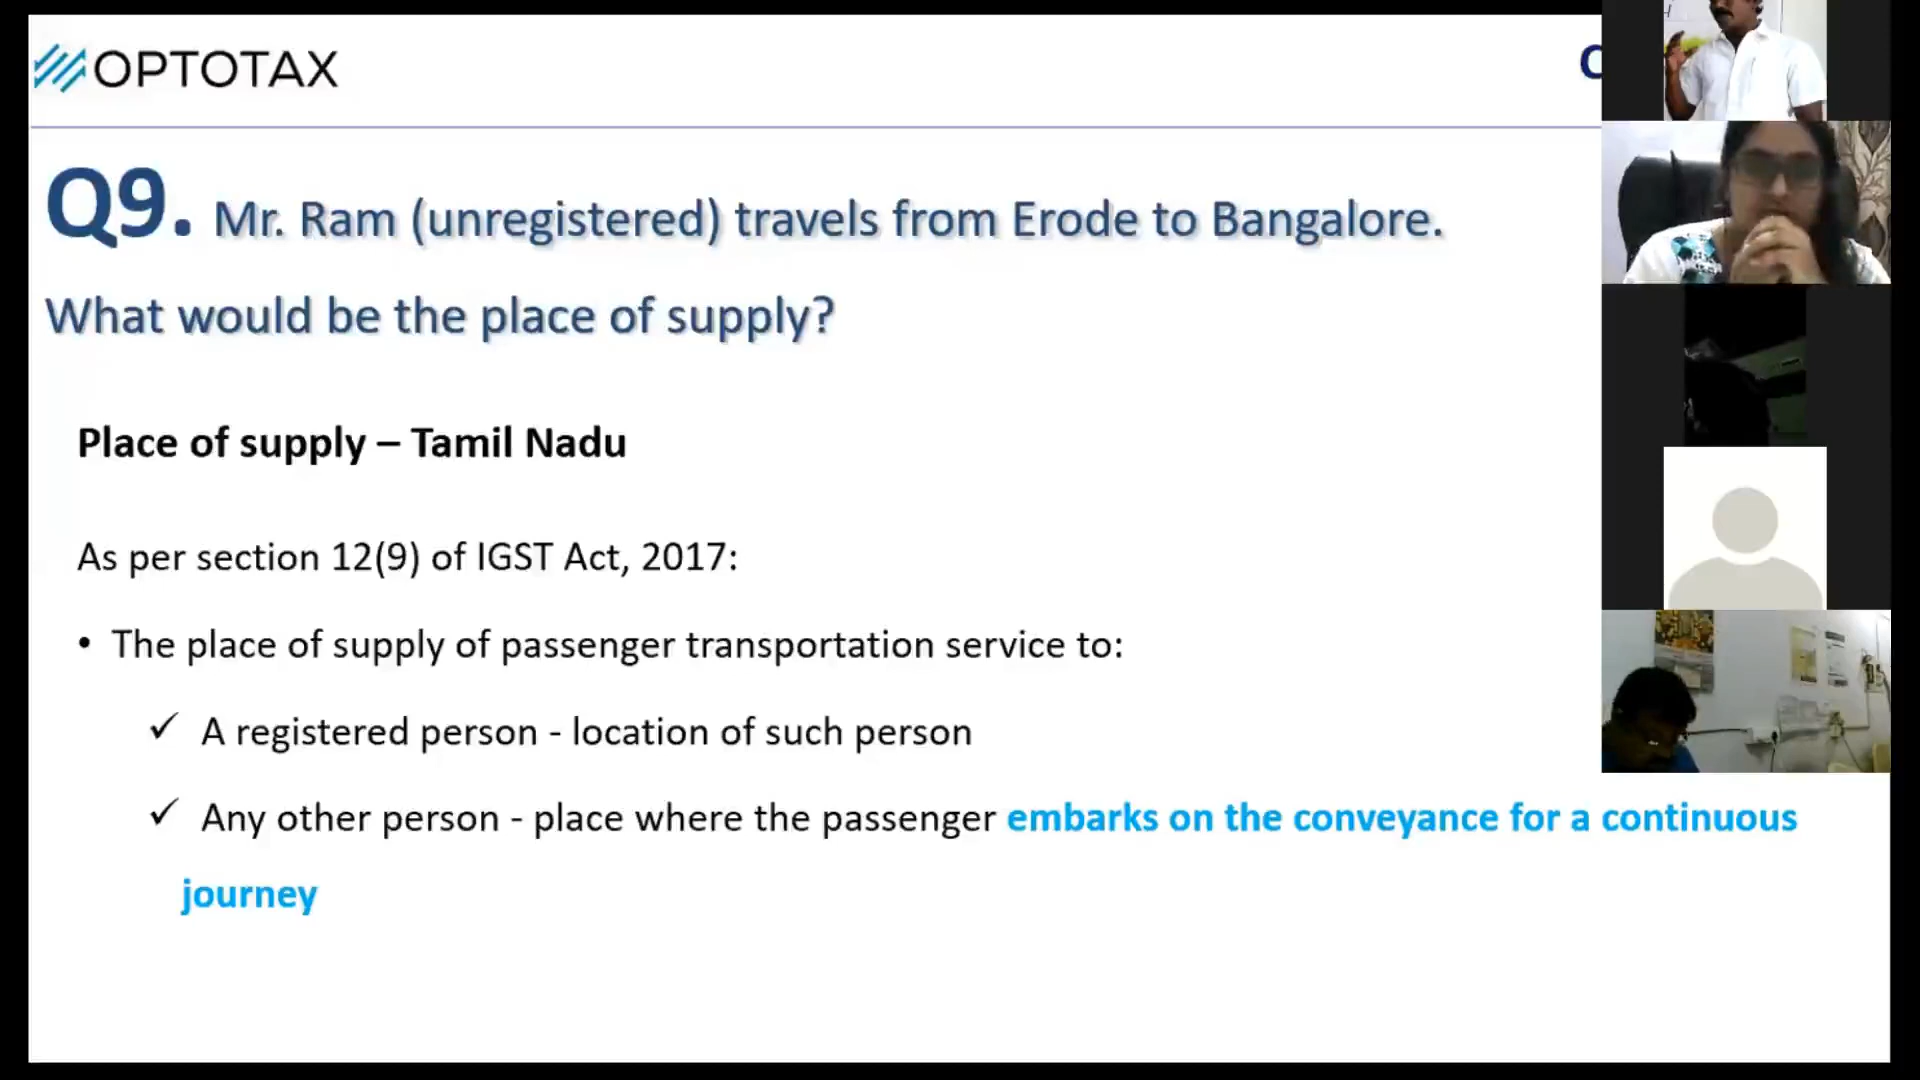 OPTOTAX
Q9. Mr. Ram (unregistered) travels from Erode to Bangalore.
What would be the place of supply?
Place of supply – Tamil Nadu
As per section 12(9) of IGST Act, 2017:
• The place of supply of passenger transportation service to:
✓ A registered person - location of such person
✓ Any other person - place where the passenger embarks on the conveyance for a continuous
journey